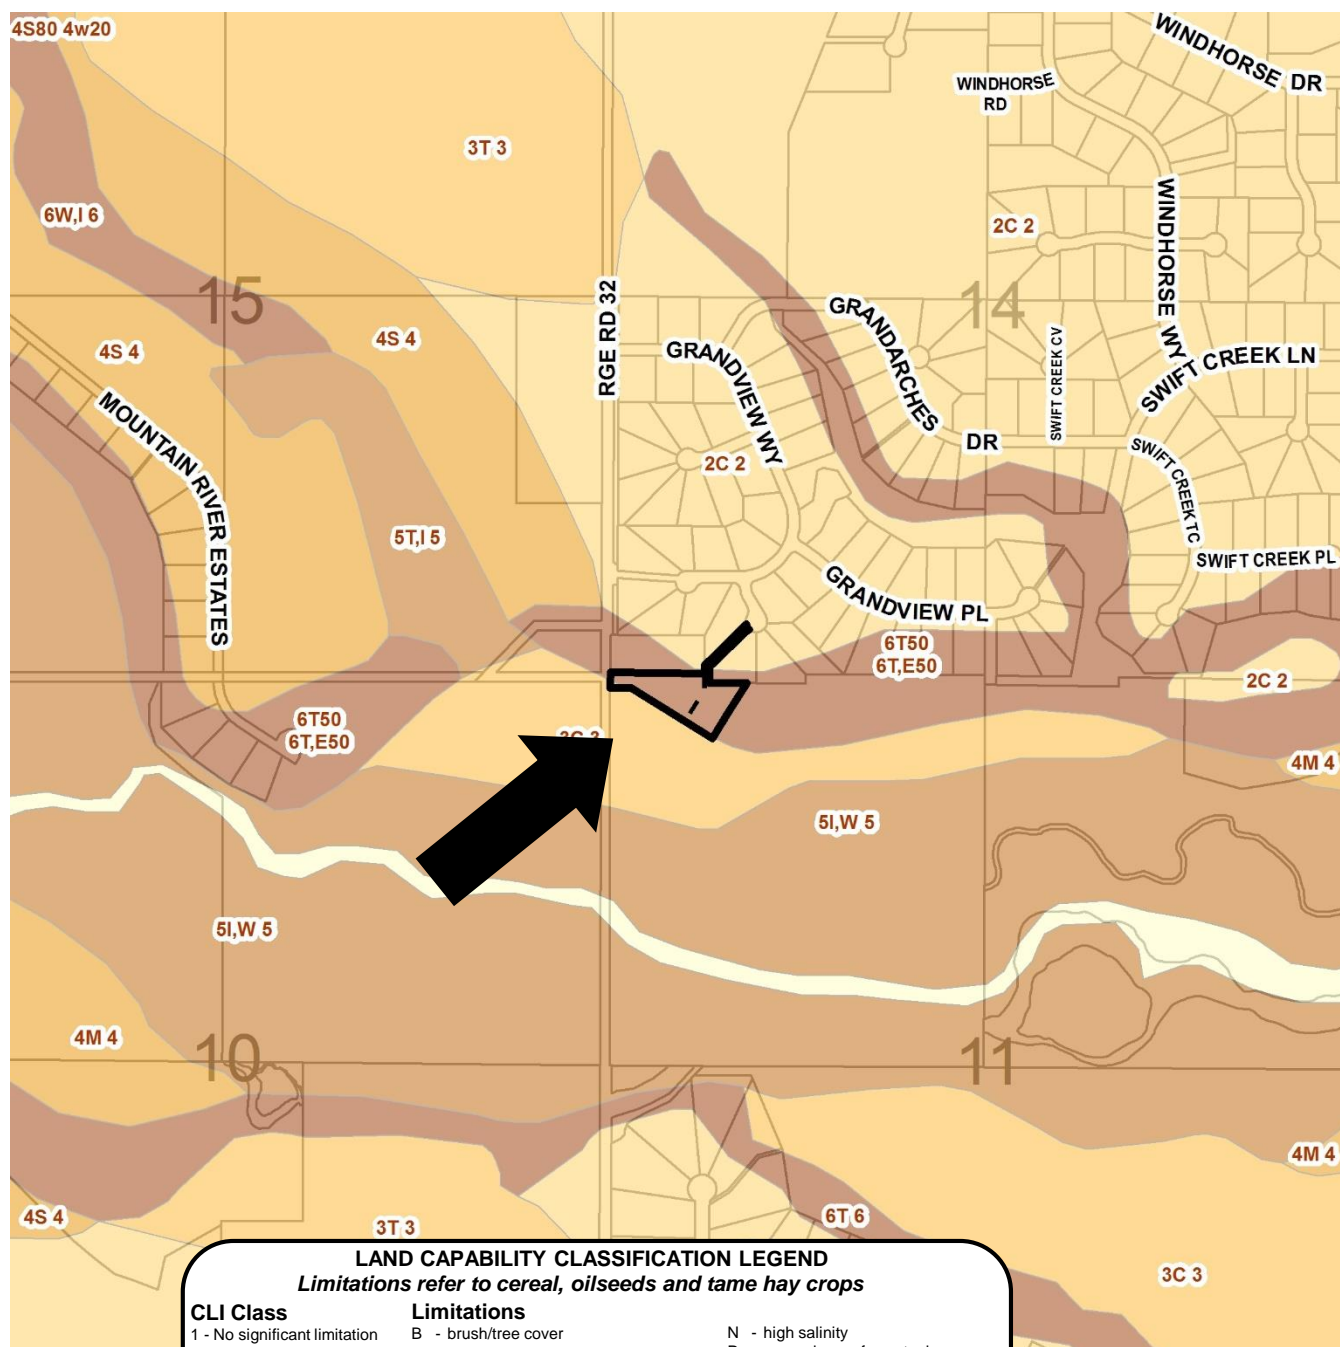 4S80 4w20
WINDHORSE DR
WINDHORSE
RD
3T 3
6W,I 6
WINDHORSE WY
2C 2
15
RGE RD 32
14
GRANDARCHES
DR
4S 4
4S 4
GRANDVIEW WY
SWIFT CREEK CV
SWIFT CREEK LN
MOUNTAIN RIVER ESTATES
2C 2
SWIFT CREEK TC
5T,I 5
SWIFT CREEK PL
GRANDVIEW PL
6T50
6T,E50
2C 2
6T50
6T,E50
4M 4
5I,W 5
5I,W 5
4M 4
10
11
4M 4
4S 4
3T 3
6T 6
3C 3
LAND CAPABILITY CLASSIFICATION LEGEND
Limitations refer to cereal, oilseeds and tame hay crops
CLI Class
Limitations
1 - No significant limitation
B - brush/tree cover
N - high salinity